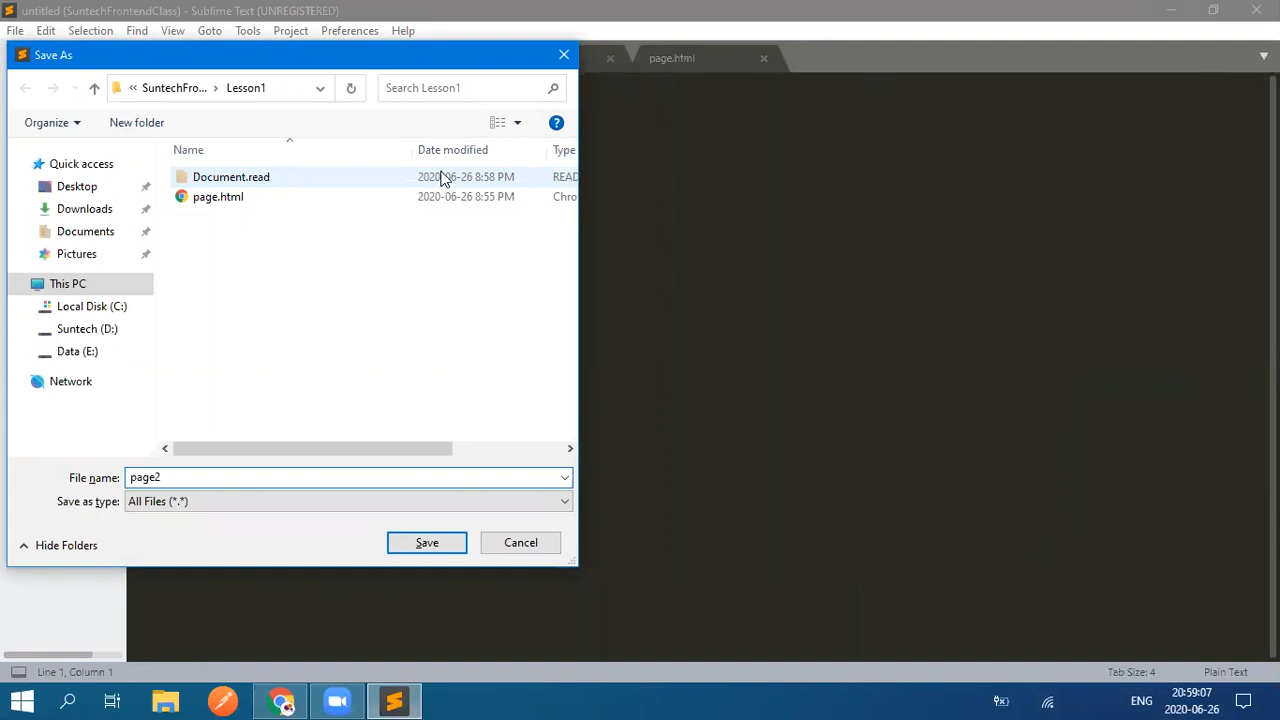 untitled (SuntechFrontendClass) - Sublime Text (UNREGISTERED)
File Edit Selection Find View Goto Tools Project Preferences Help
Save As
page.html
« SuntechFro... > Lesson1
Search Lesson1
Organize
New folder
Name
Date modified
Type
Quick access
Document.read
2020-06-26 8:58 PM
READ
Desktop
page.html
2020-06-26 8:55 PM
Chro
Downloads
Documents
Pictures
This PC
Local Disk (C:)
Suntech (D:)
Data (E:)
Network
File name: page2
Save as type: All Files (*.*)
Hide Folders
Save
Cancel
Line 1, Column 1
Tab Size: 4
Plain Text
ENG
20:59:07
2020-06-26